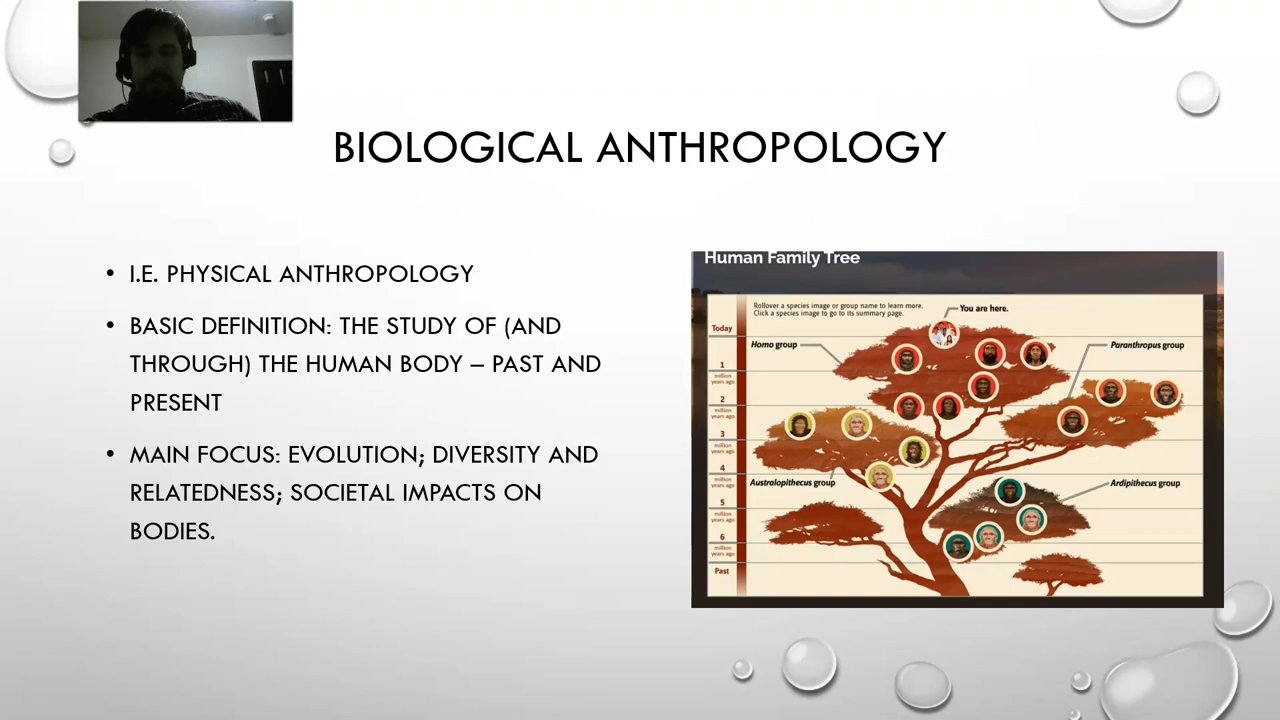 BIOLOGICAL ANTHROPOLOGY
• I.E. PHYSICAL ANTHROPOLOGY
• BASIC DEFINITION: THE STUDY OF (AND
THROUGH) THE HUMAN BODY – PAST AND
PRESENT
• MAIN FOCUS: EVOLUTION; DIVERSITY AND
RELATEDNESS; SOCIETAL IMPACTS ON
BODIES.
Human Family Tree
Rollover a species image or group name to learn more.
Click a species image to go to its summary page.
You are here.
Today
Homo group
Paranthropus group
1
million
years ago
2
million
years ago
3
million
years ago
4
million
years ago
Australopithecus group
Ardipithecus group
5
million
years ago
6
million
years ago
Past